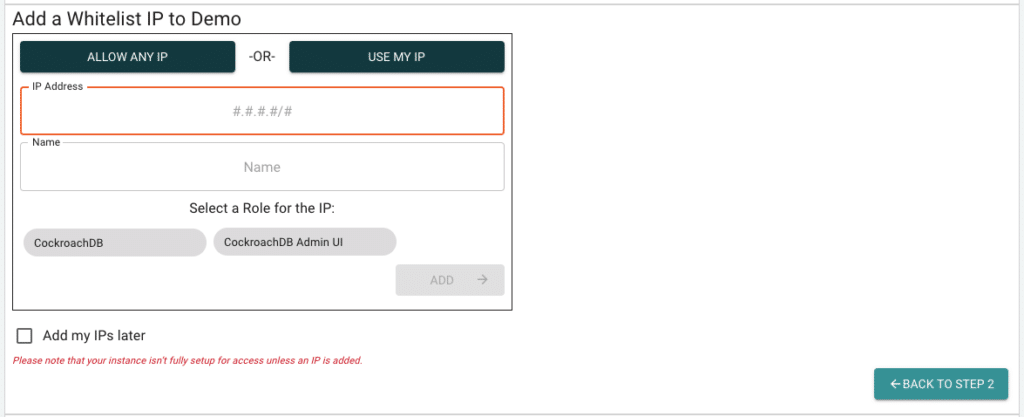 Add a Whitelist IP to Demo
ALLOW ANY IP -OR- USE MY IP
IP Address
#.#.#.#/#
Name
Name
Select a Role for the IP:
CockroachDB CockroachDB Admin UI
ADD →
Add my IPs later
Please note that your instance isn't fully setup for access unless an IP is added.
←BACK TO STEP 2